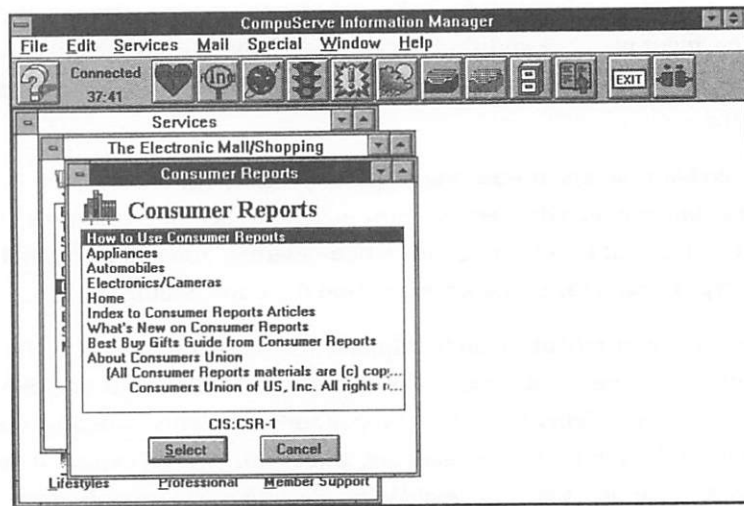 CompuServe Information Manager
File Edit Services Mail Special Window Help
Connected
37:41
EXIT
Services
The Electronic Mall/Shopping
Consumer Reports
Consumer Reports
How to Use Consumer Reports
Appliances
Automobiles
Electronics/Cameras
Home
Index to Consumer Reports Articles
What's New on Consumer Reports
Best Buy Gifts Guide from Consumer Reports
About Consumers Union
(All Consumer Reports materials are (c) cop...
Consumers Union of US, Inc. All rights r...
CIS:CSR-1
Select Cancel
Lifestyles Professional Member Support